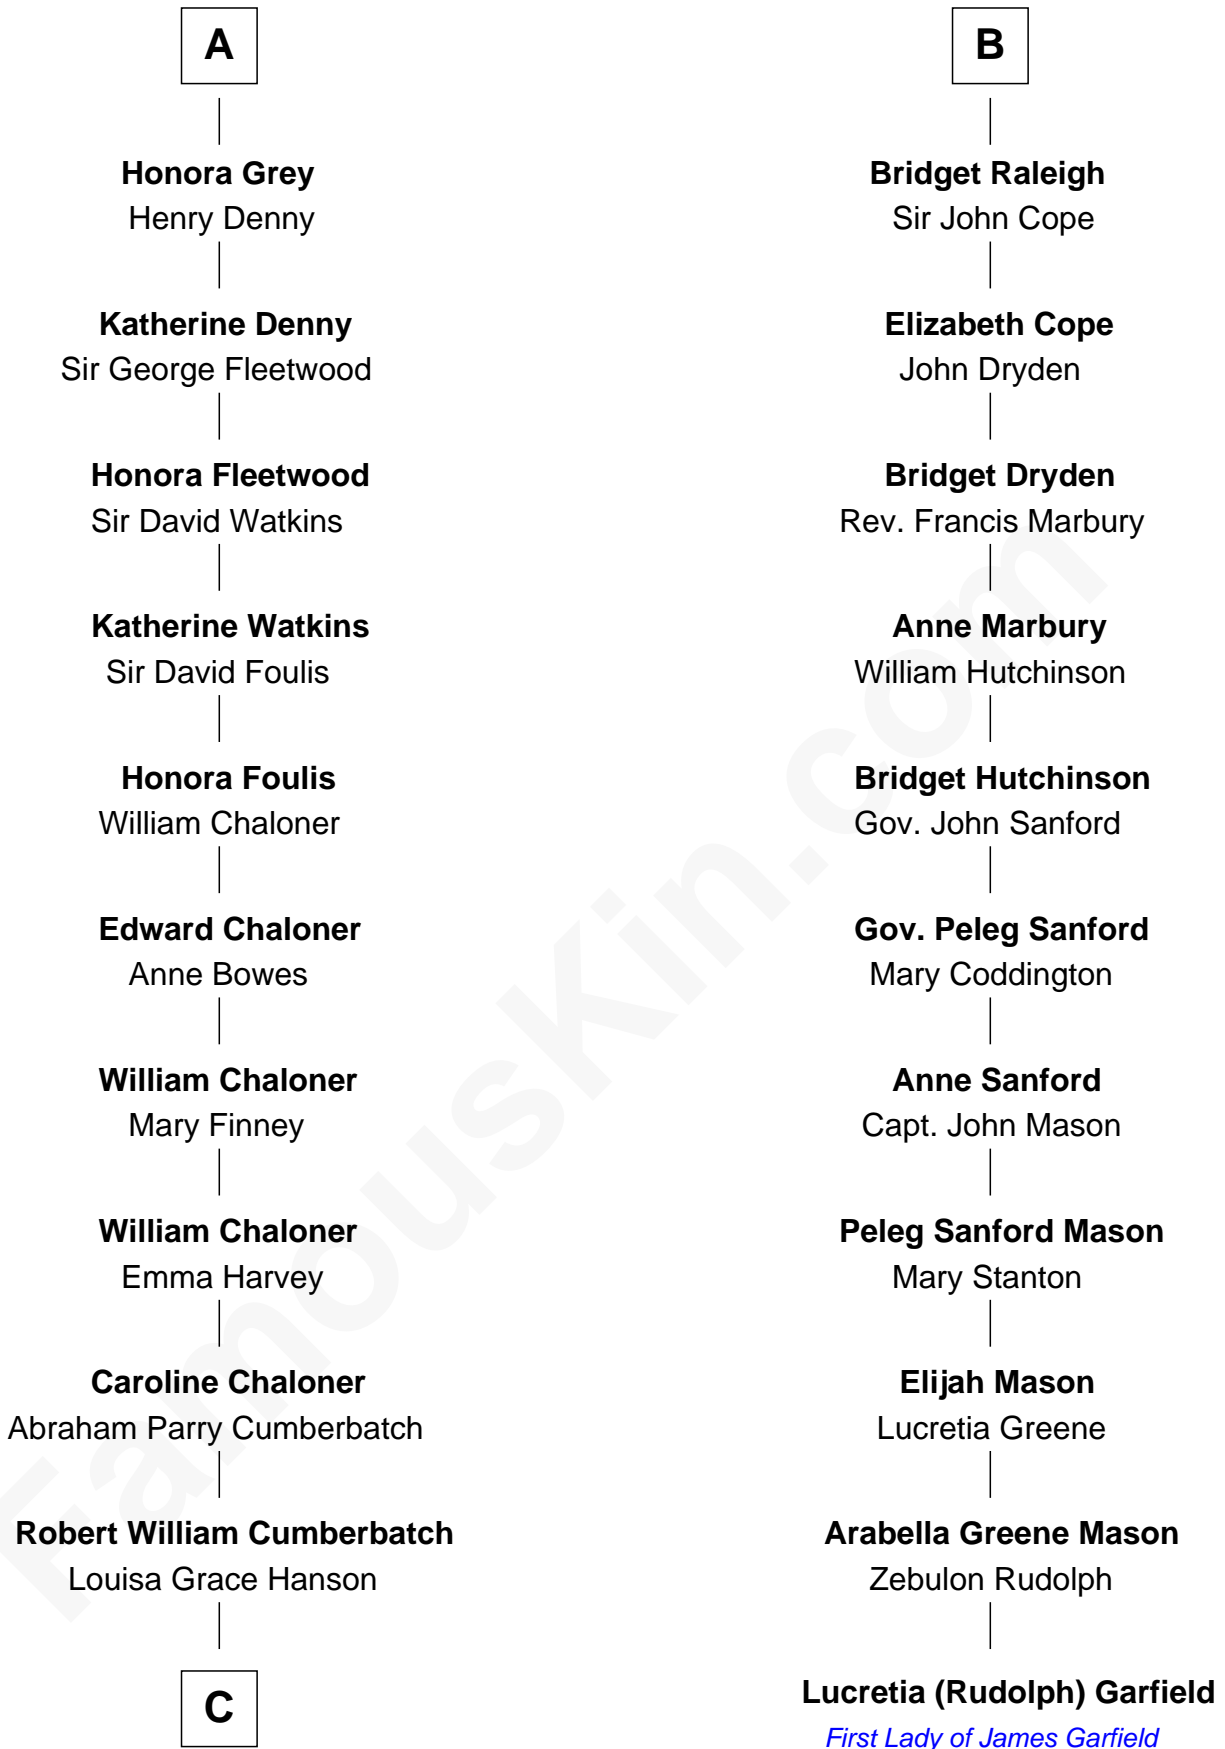 A
Honora Grey
Henry Denny
Katherine Denny
Sir George Fleetwood
Honora Fleetwood
Sir David Watkins
Katherine Watkins
Sir David Foulis
Honora Foulis
William Chaloner
Edward Chaloner
Anne Bowes
William Chaloner
Mary Finney
William Chaloner
Emma Harvey
Caroline Chaloner
Abraham Parry Cumberbatch
Robert William Cumberbatch
Louisa Grace Hanson
C
B
Bridget Raleigh
Sir John Cope
Elizabeth Cope
John Dryden
Bridget Dryden
Rev. Francis Marbury
Anne Marbury
William Hutchinson
Bridget Hutchinson
Gov. John Sanford
Gov. Peleg Sanford
Mary Coddington
Anne Sanford
Capt. John Mason
Peleg Sanford Mason
Mary Stanton
Elijah Mason
Lucretia Greene
Arabella Greene Mason
Zebulon Rudolph
Lucretia (Rudolph) Garfield
First Lady of James Garfield
FamousKin.com